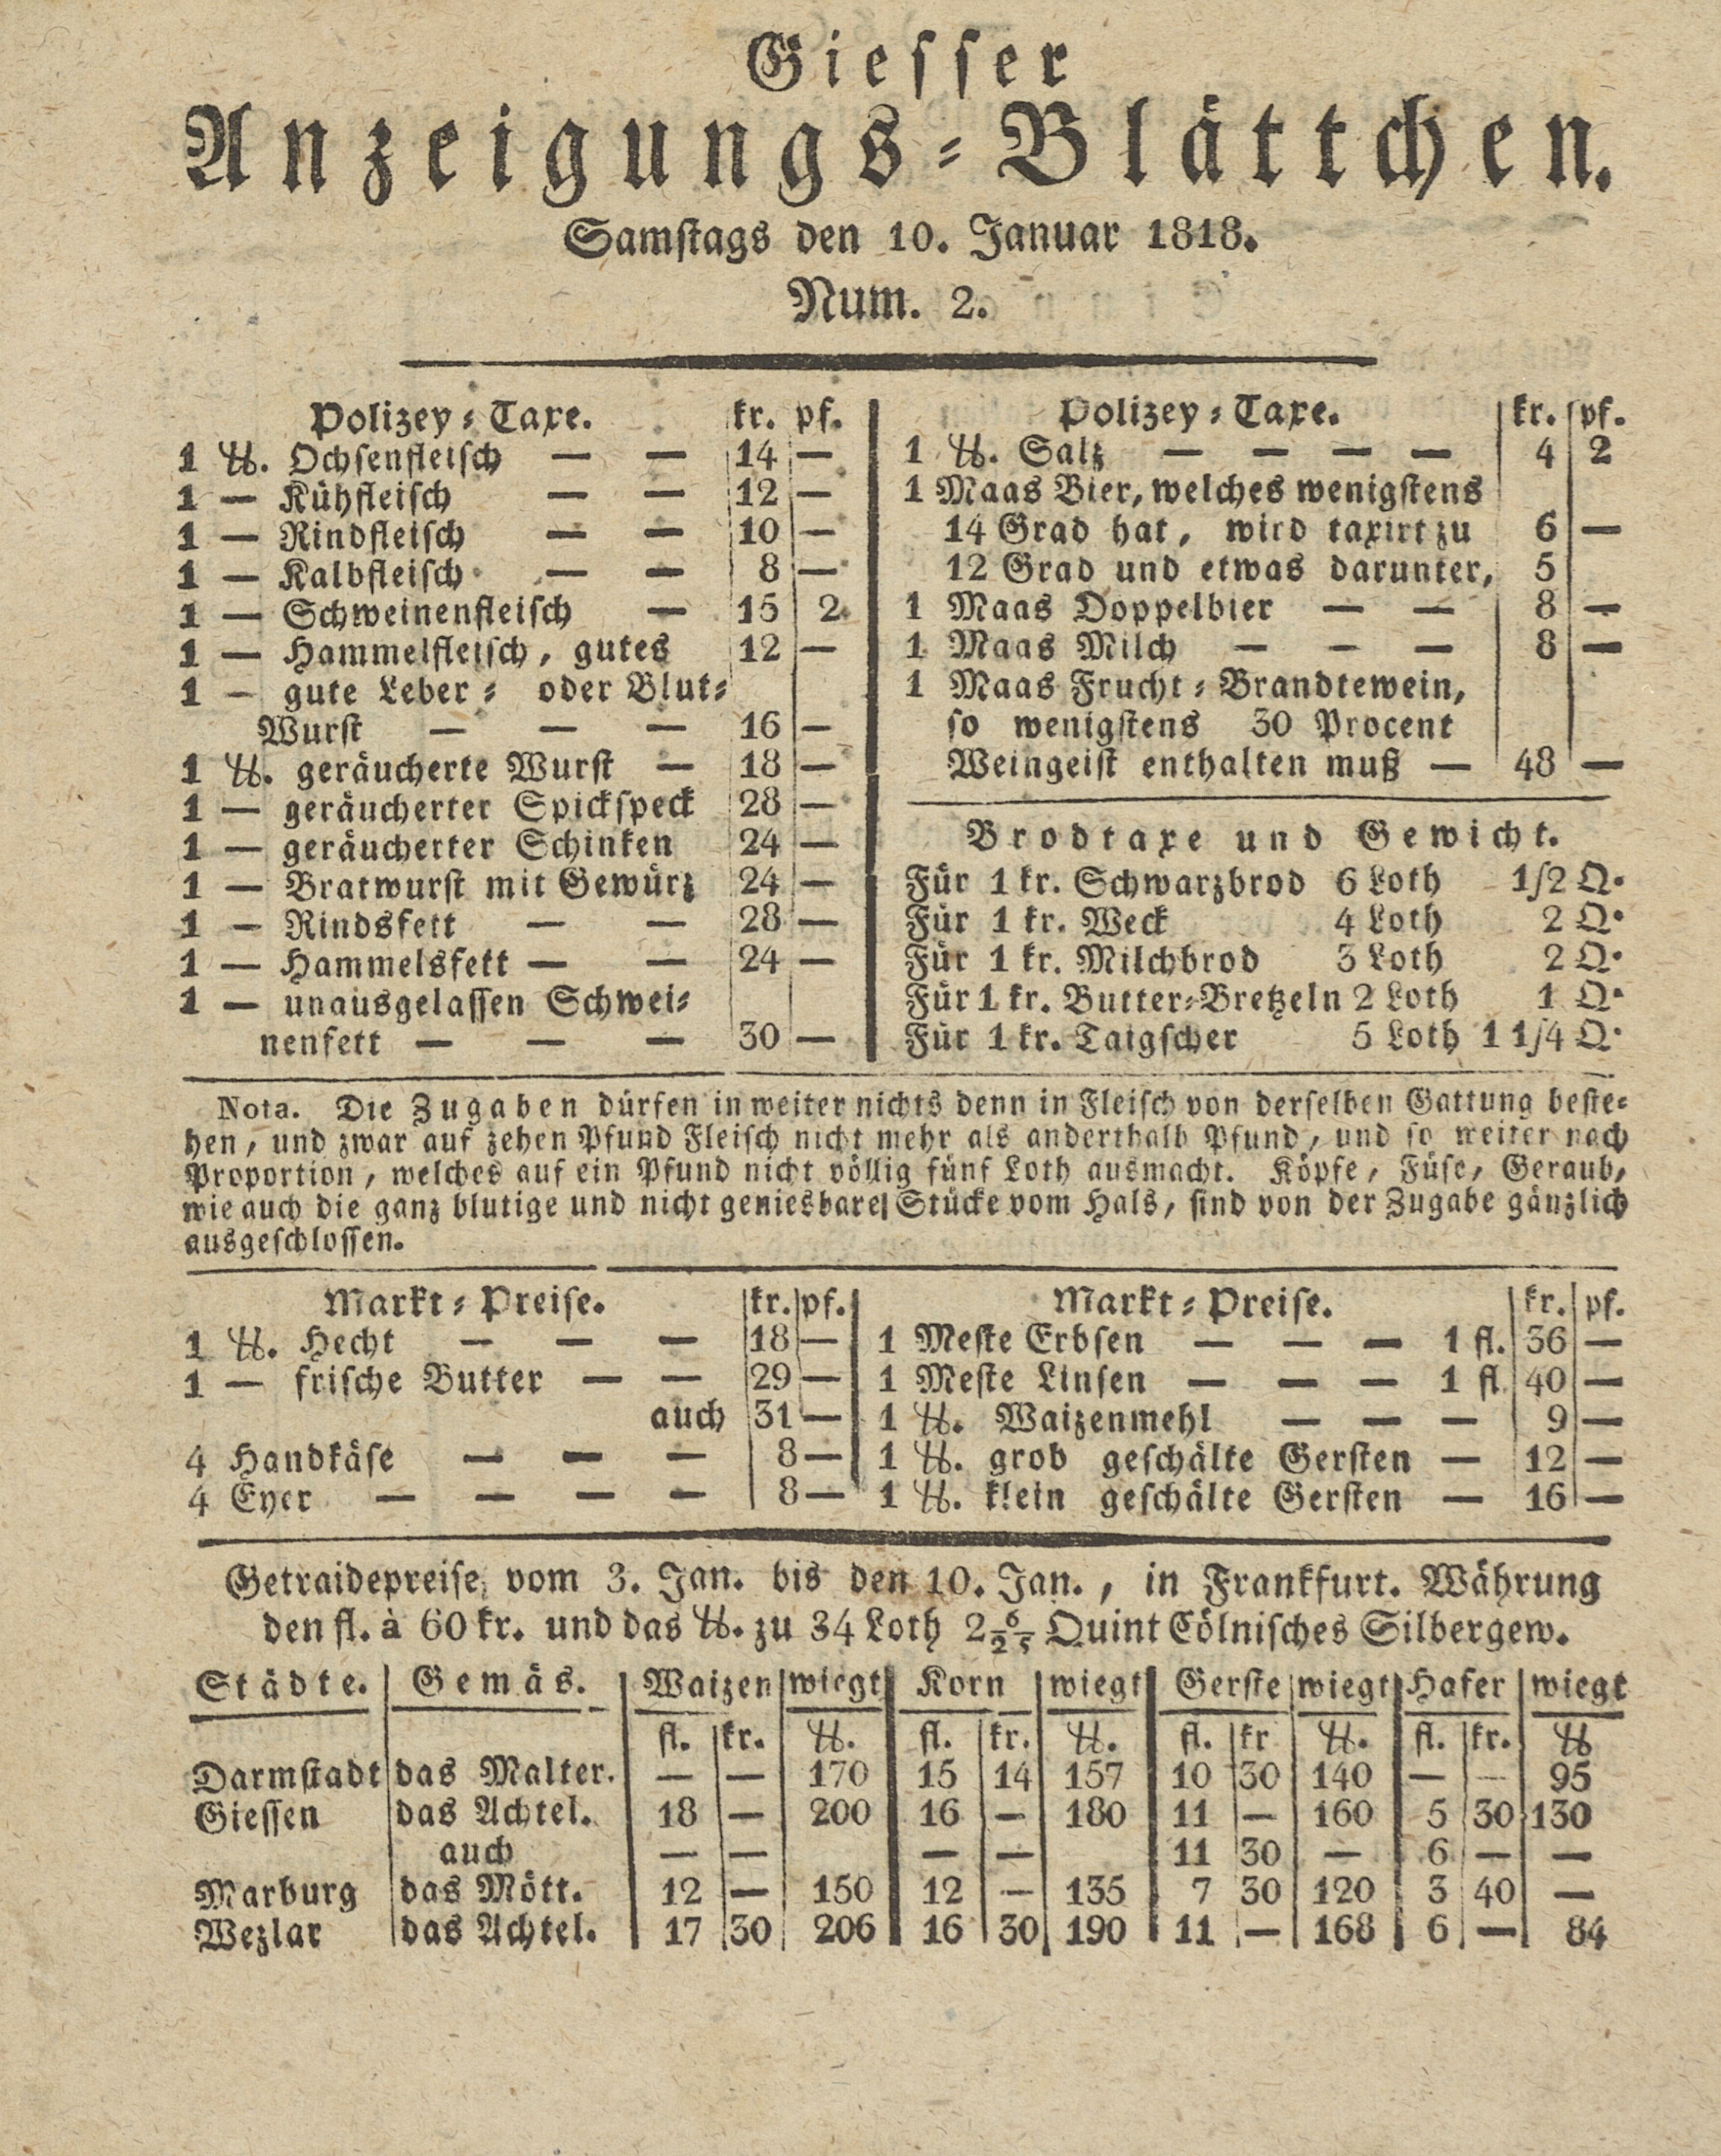 Giesser
Anzeigungs-Blättchen.
Samstags den 10. Januar 1818.
Num. 2.
Polizey-Taxe. kr. pf.
1 ℔. Ochsenfleisch — — 14 —
1 — Kühfleisch — — 12 —
1 — Rindfleisch — — 10 —
1 — Kalbfleisch — — 8 —
1 — Schweinenfleisch — 15 2
1 — Hammelfleisch, gutes 12 —
1 — gute Leber- oder Blut-
Wurst — — — 16 —
1 ℔. geräucherte Wurst — 18 —
1 — geräucherter Spickspeck 28 —
1 — geräucherter Schinken 24 —
1 — Bratwurst mit Gewürz 24 —
1 — Rindsfett — — 28 —
1 — Hammelsfett — — 24 —
1 — unausgelassen Schwei-
nenfett — — — 30 —
Polizey-Taxe. kr. pf.
1 ℔. Salz — — — — 4 2
1 Maas Bier, welches wenigstens
14 Grad hat, wird taxirt zu 6 —
12 Grad und etwas darunter, 5
1 Maas Doppelbier — — 8 —
1 Maas Milch — — — 8 —
1 Maas Frucht-Brandtewein,
so wenigstens 30 Procent
Weingeist enthalten muß — 48 —
Brodtaxe und Gewicht.
Für 1 kr. Schwarzbrod 6 Loth 1/2 Q.
Für 1 kr. Weck 4 Loth 2 Q.
Für 1 kr. Milchbrod 3 Loth 2 Q.
Für 1 kr. Butter-Bretzeln 2 Loth 1 Q.
Für 1 kr. Taigscher 5 Loth 1 1/4 Q.
Nota. Die Zugaben dürfen in weiter nichts denn in Fleisch von derselben Gattung beste-
hen, und zwar auf zehen Pfund Fleisch nicht mehr als anderthalb Pfund, und so weiter nach
Proportion, welches auf ein Pfund nicht völlig fünf Loth ausmacht. Köpfe, Füse, Geraub,
wie auch die ganz blutige und nicht geniesbare Stücke vom Hals, sind von der Zugabe gänzlich
ausgeschlossen.
Markt-Preise. kr. pf.
1 ℔. Hecht — — — 18 —
1 — frische Butter — — 29 —
auch 31 —
4 Handkäse — — — 8 —
4 Eyer — — — — 8 —
Markt-Preise. kr. pf.
1 Meste Erbsen — — — 1 fl. 36 —
1 Meste Linsen — — — 1 fl 40 —
1 ℔. Waizenmehl — — — 9 —
1 ℔. grob geschälte Gersten — 12 —
1 ℔. klein geschälte Gersten — 16 —
Getraidepreise vom 3. Jan. bis den 10. Jan., in Frankfurt. Währung
den fl. à 60 kr. und das ℔. zu 34 Loth 2 6/25 Quint Cölnisches Silbergew.
Städte. Gemäs. Waizen wiegt Korn wiegt Gerste wiegt Hafer wiegt
fl. kr. ℔. fl. kr. ℔. fl. kr ℔. fl. kr. ℔
Darmstadt das Malter. — — 170 15 14 157 10 30 140 — — 95
Giessen das Achtel. 18 — 200 16 — 180 11 — 160 5 30 130
auch — — — — 11 30 — 6 — —
Marburg das Mött. 12 — 150 12 — 135 7 30 120 3 40 —
Wezlar das Achtel. 17 30 206 16 30 190 11 — 168 6 — 84